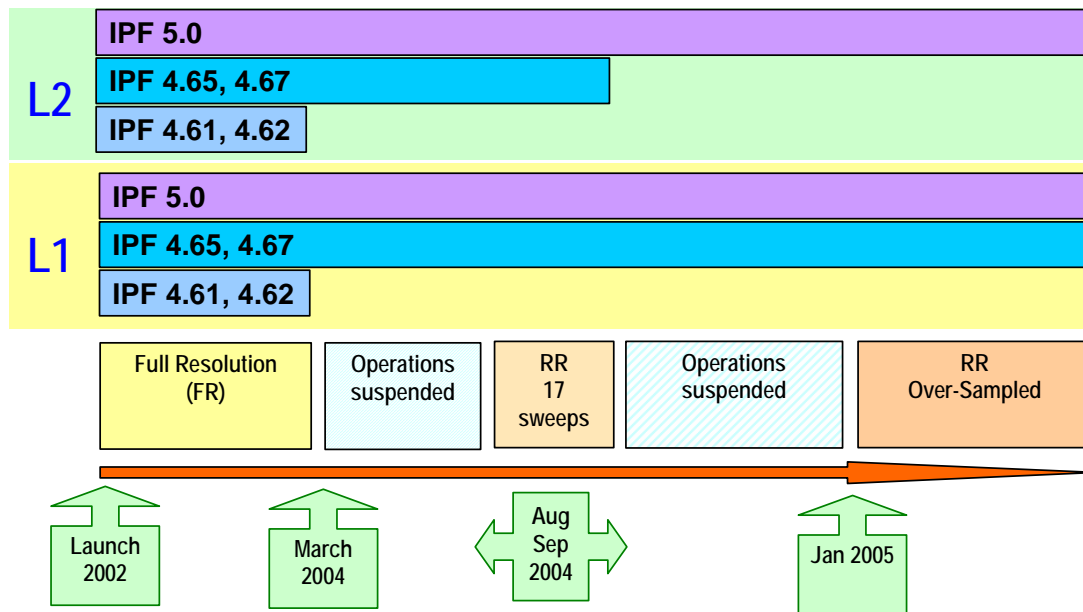 L2
IPF 5.0
IPF 4.65, 4.67
IPF 4.61, 4.62
L1
IPF 5.0
IPF 4.65, 4.67
IPF 4.61, 4.62
Full Resolution
(FR)
Operations
suspended
RR
17
sweeps
Operations
suspended
RR
Over-Sampled
Launch
2002
March
2004
Aug
Sep
2004
Jan 2005